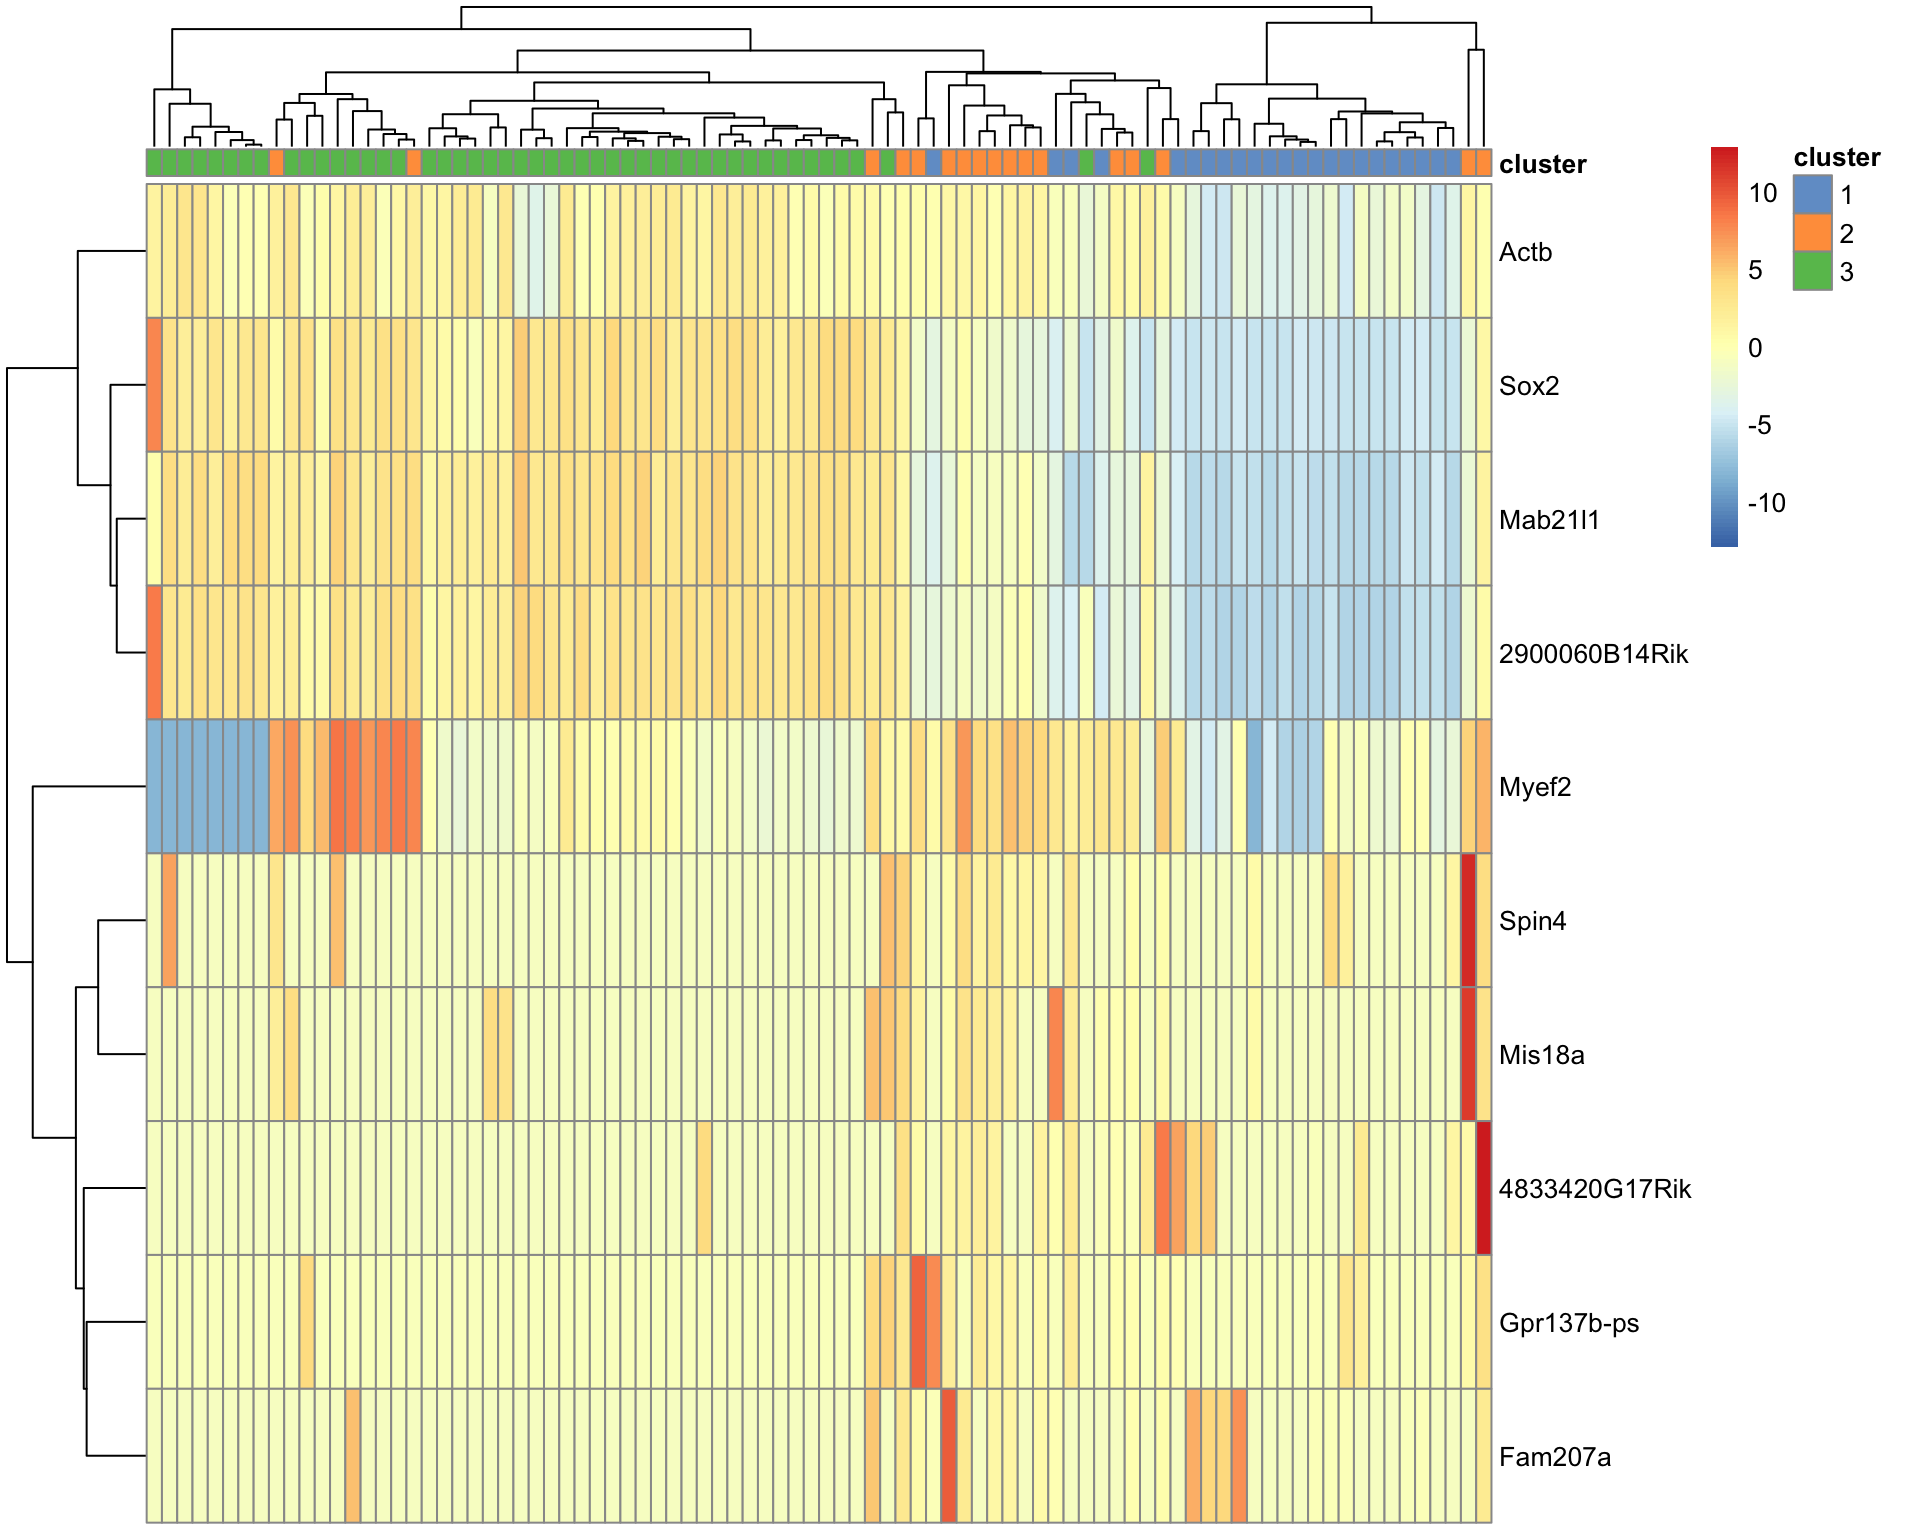 cluster
Actb
Sox2
Mab21l1
2900060B14Rik
Myef2
Spin4
Mis18a
4833420G17Rik
Gpr137b-ps
Fam207a
10
5
0
-5
-10
cluster
1
2
3